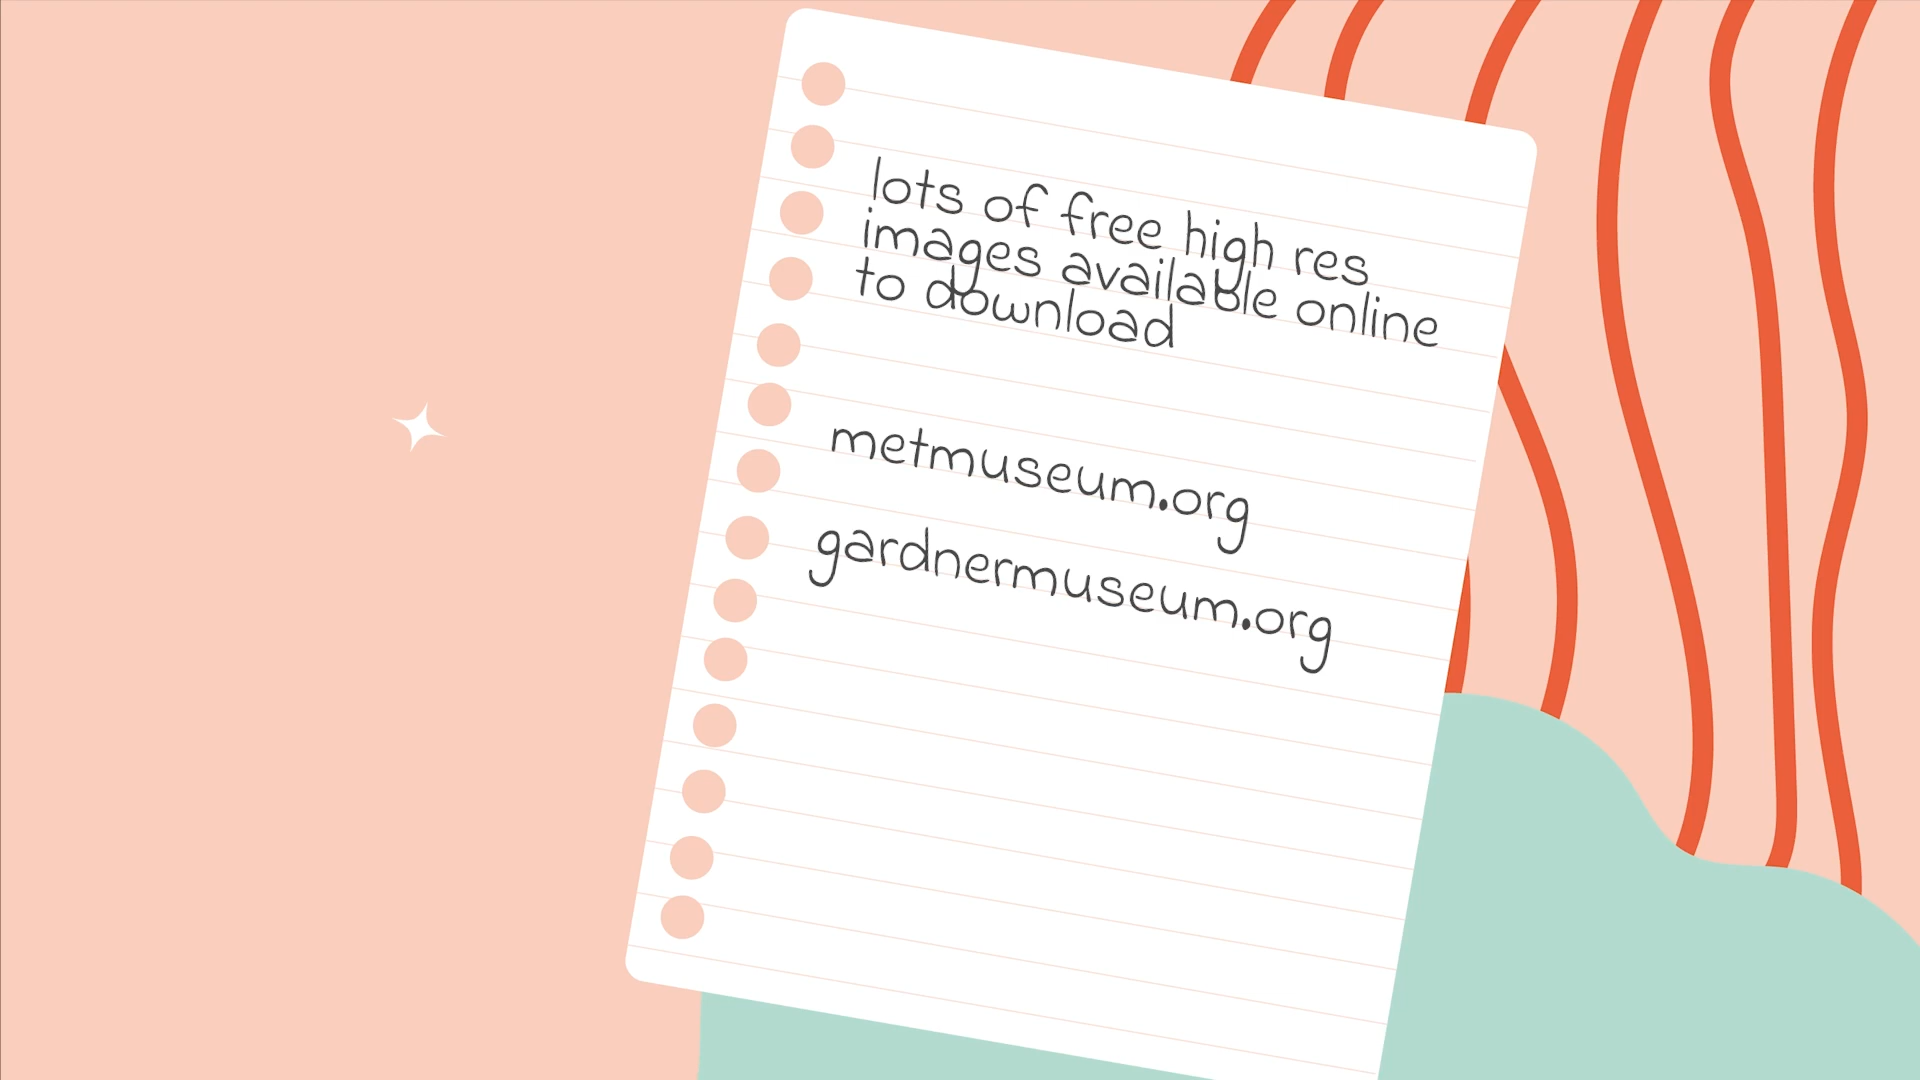 lots of free high res
images available online
to download
metmuseum.org
gardnermuseum.org